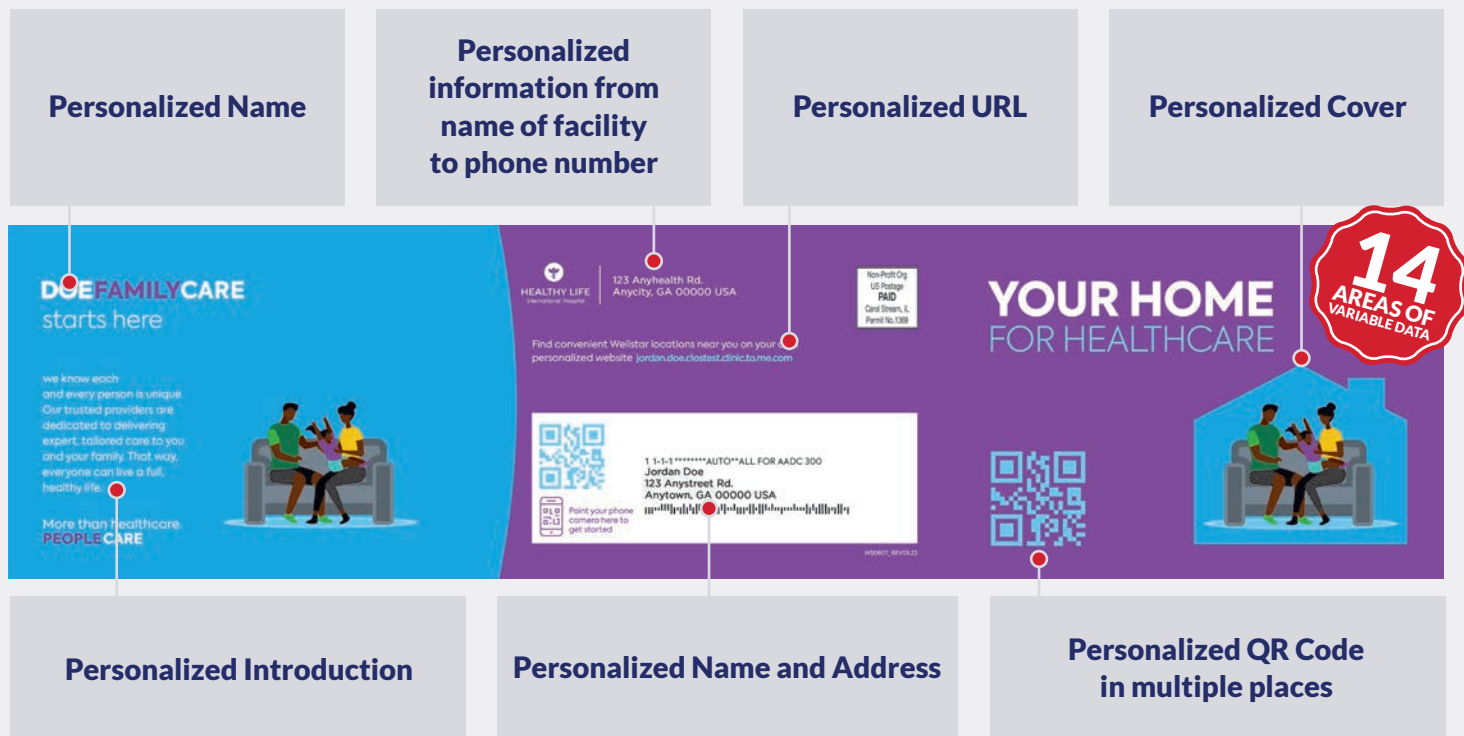 Personalized Name
Personalized
information from
name of facility
to phone number
Personalized URL
Personalized Cover
DOEFAMILYCARE
starts here
we know each
and every person is unique
Our trusted providers are
dedicated to delivering
expert, tailored care to you
and your family. That way,
everyone can live a full,
healthy life.
More than healthcare.
PEOPLECARE
HEALTHY LIFE
International Hospital
123 Anyhealth Rd.
Anycity, GA 00000 USA
Non-Profit Org
US Postage
PAID
Carol Stream, IL
Permit No.1369
Find convenient Wellstar locations near you on your
personalized website jordan.doe.clostest.clinic.to.me.com
1 1-1-1 ********AUTO**ALL FOR AADC 300
Jordan Doe
123 Anystreet Rd.
Anytown, GA 00000 USA
Point your phone
camera here to
get started
WS0607_REV05.22
YOUR HOME
FOR HEALTHCARE
14
AREAS OF
VARIABLE DATA
Personalized Introduction
Personalized Name and Address
Personalized QR Code
in multiple places